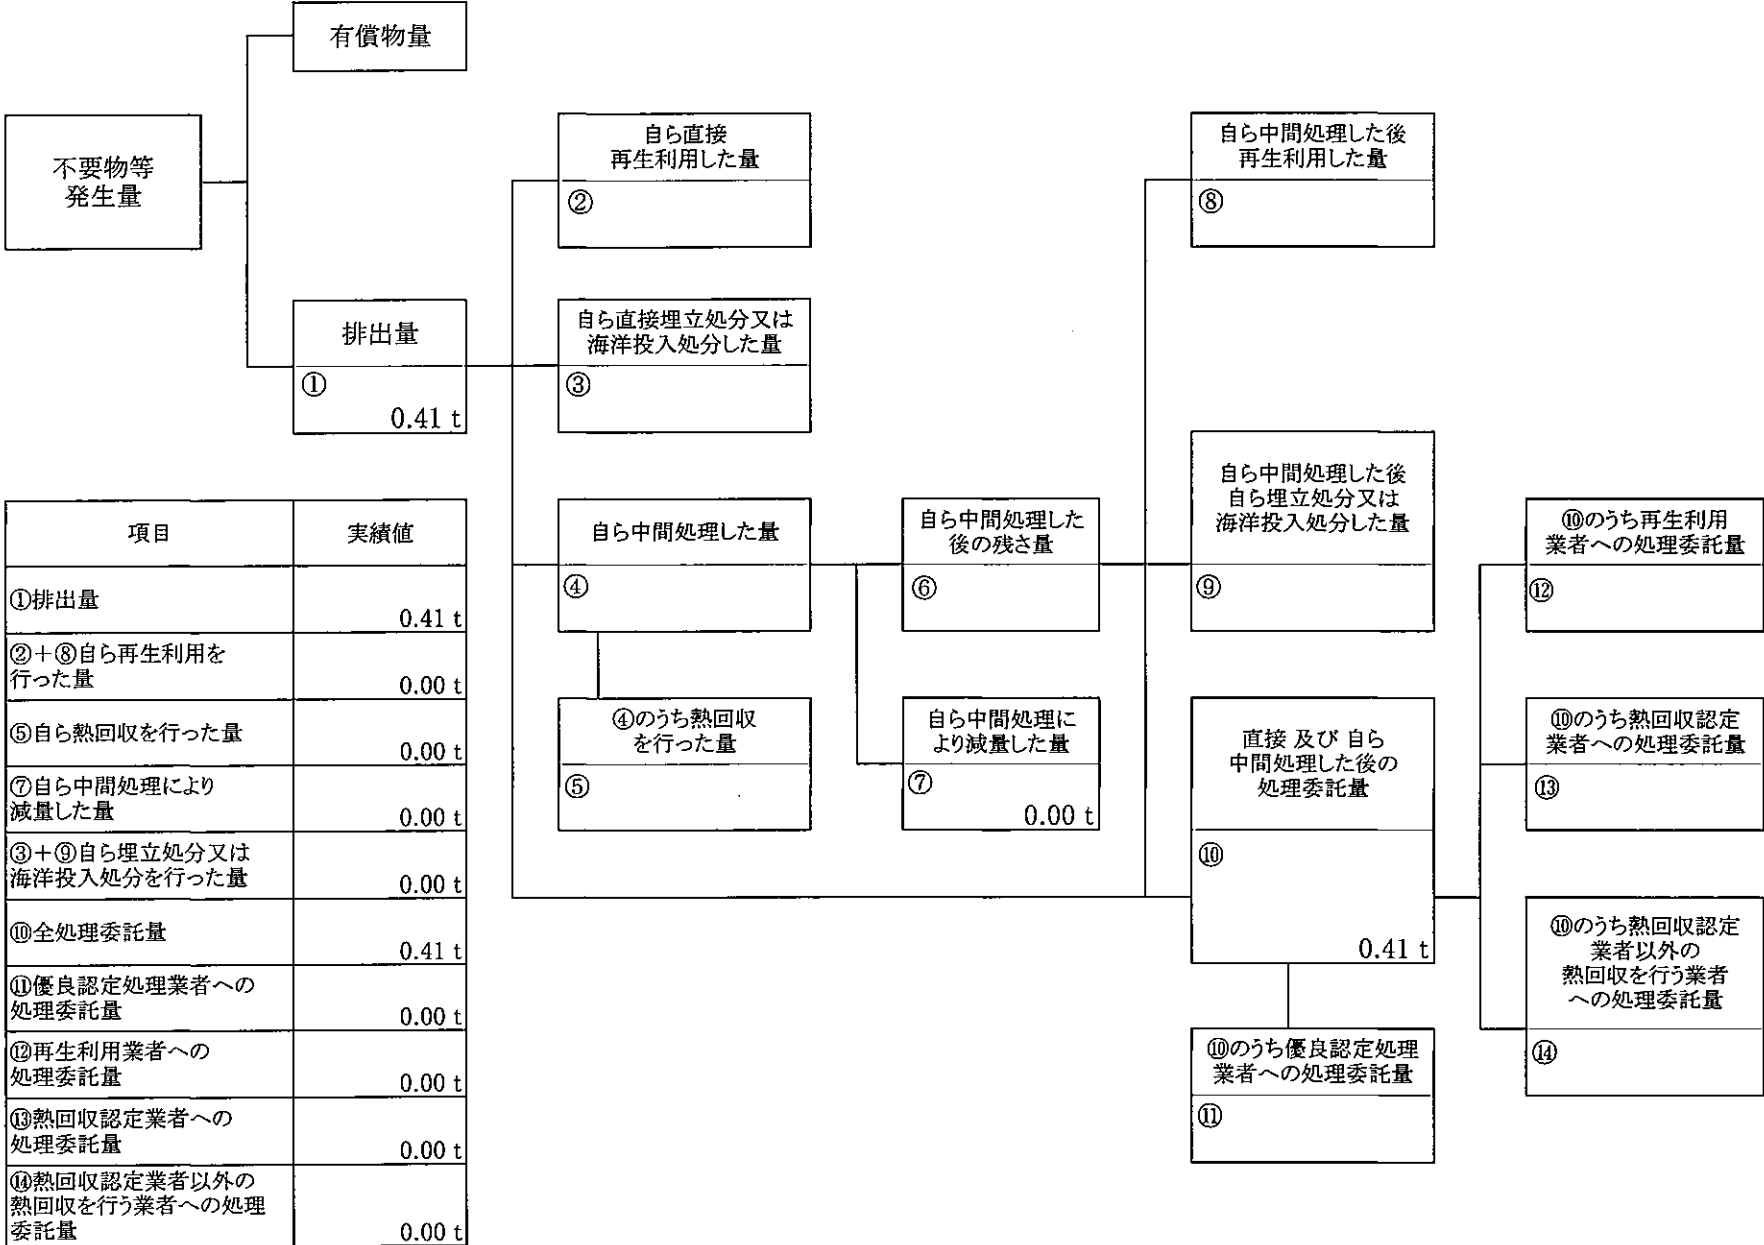 有償物量
不要物等
発生量
排出量
①
0.41 t
自ら直接
再生利用した量
②
自ら直接埋立処分又は
海洋投入処分した量
③
自ら中間処理した量
④
④のうち熱回収
を行った量
⑤
自ら中間処理した
後の残さ量
⑥
自ら中間処理に
より減量した量
⑦
0.00 t
自ら中間処理した後
再生利用した量
⑧
自ら中間処理した後
自ら埋立処分又は
海洋投入処分した量
⑨
直接 及び 自ら
中間処理した後の
処理委託量
⑩
0.41 t
⑩のうち優良認定処理
業者への処理委託量
⑪
⑩のうち再生利用
業者への処理委託量
⑫
⑩のうち熱回収認定
業者への処理委託量
⑬
⑩のうち熱回収認定
業者以外の
熱回収を行う業者
への処理委託量
⑭
項目 実績値
①排出量
0.41 t
②+⑧自ら再生利用を
行った量
0.00 t
⑤自ら熱回収を行った量
0.00 t
⑦自ら中間処理により
減量した量
0.00 t
③+⑨自ら埋立処分又は
海洋投入処分を行った量
0.00 t
⑩全処理委託量
0.41 t
⑪優良認定処理業者への
処理委託量
0.00 t
⑫再生利用業者への
処理委託量
0.00 t
⑬熱回収認定業者への
処理委託量
0.00 t
⑭熱回収認定業者以外の
熱回収を行う業者への処理
委託量
0.00 t